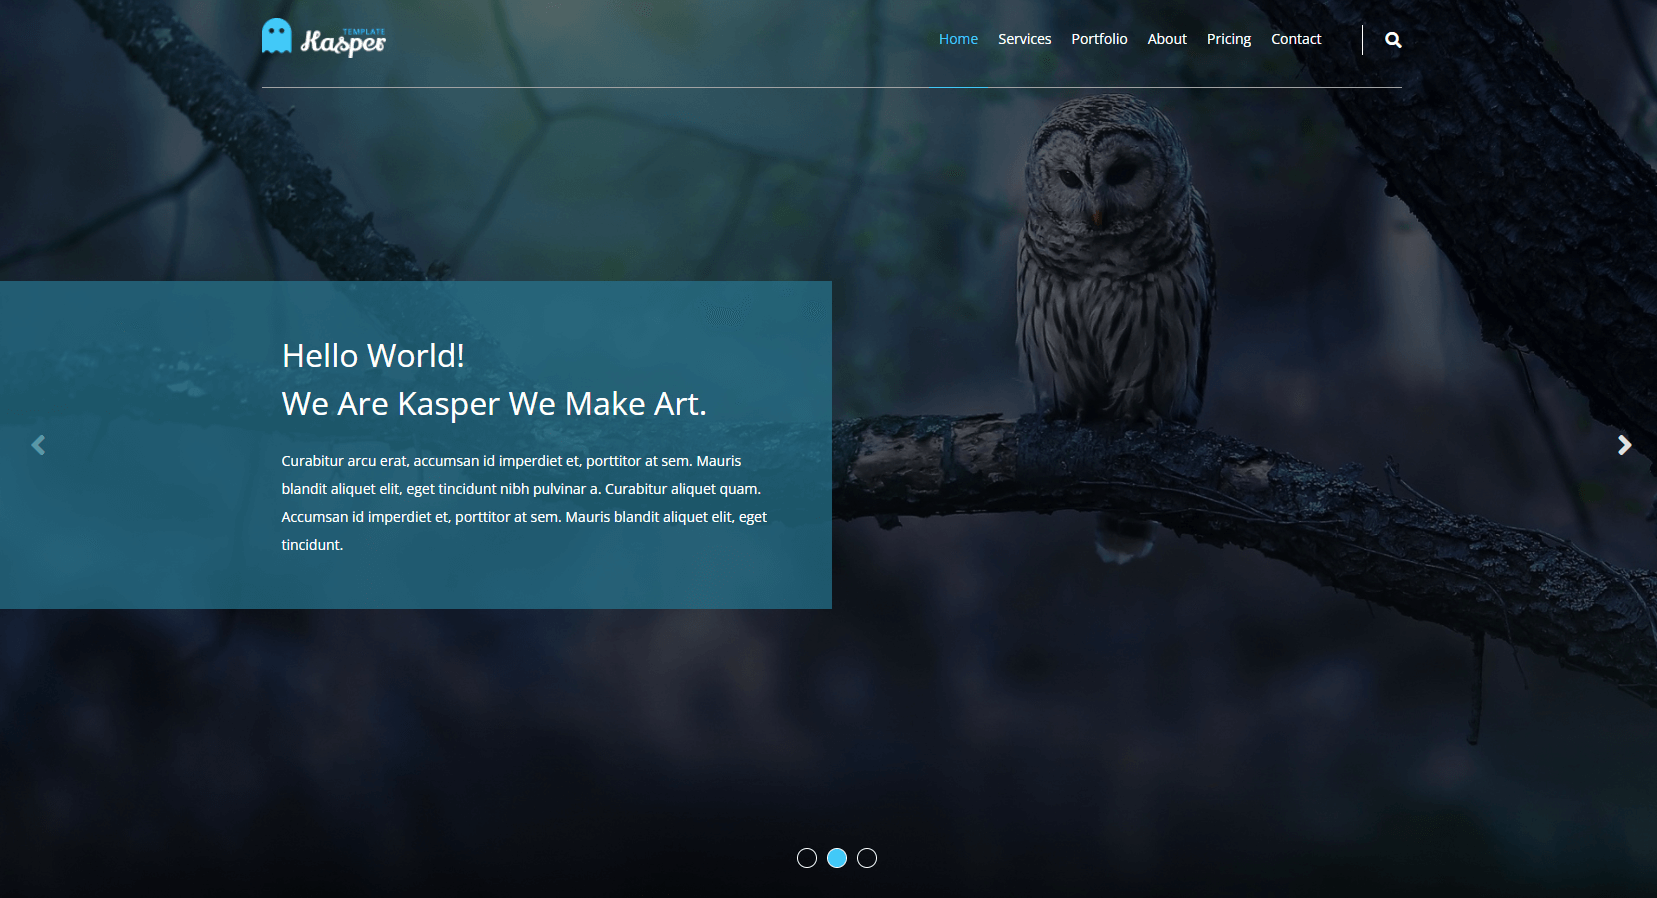 TEMPLATE
Kasper
Home Services Portfolio About Pricing Contact
Hello World!
We Are Kasper We Make Art.
Curabitur arcu erat, accumsan id imperdiet et, porttitor at sem. Mauris
blandit aliquet elit, eget tincidunt nibh pulvinar a. Curabitur aliquet quam.
Accumsan id imperdiet et, porttitor at sem. Mauris blandit aliquet elit, eget
tincidunt.